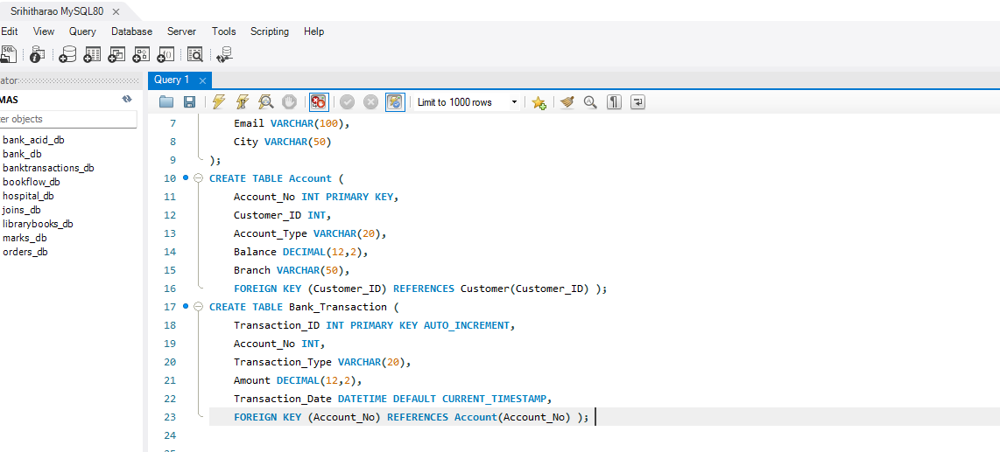 Srihitharao MySQL80 ×
Edit View Query Database Server Tools Scripting Help
SQL
ator
Query 1 ×
MAS
Limit to 1000 rows
ter objects
bank_acid_db
bank_db
banktransactions_db
bookflow_db
hospital_db
joins_db
librarybooks_db
marks_db
orders_db
7 Email VARCHAR(100),
8 City VARCHAR(50)
9 );
10 CREATE TABLE Account (
11 Account_No INT PRIMARY KEY,
12 Customer_ID INT,
13 Account_Type VARCHAR(20),
14 Balance DECIMAL(12,2),
15 Branch VARCHAR(50),
16 FOREIGN KEY (Customer_ID) REFERENCES Customer(Customer_ID) );
17 CREATE TABLE Bank_Transaction (
18 Transaction_ID INT PRIMARY KEY AUTO_INCREMENT,
19 Account_No INT,
20 Transaction_Type VARCHAR(20),
21 Amount DECIMAL(12,2),
22 Transaction_Date DATETIME DEFAULT CURRENT_TIMESTAMP,
23 FOREIGN KEY (Account_No) REFERENCES Account(Account_No) );
24